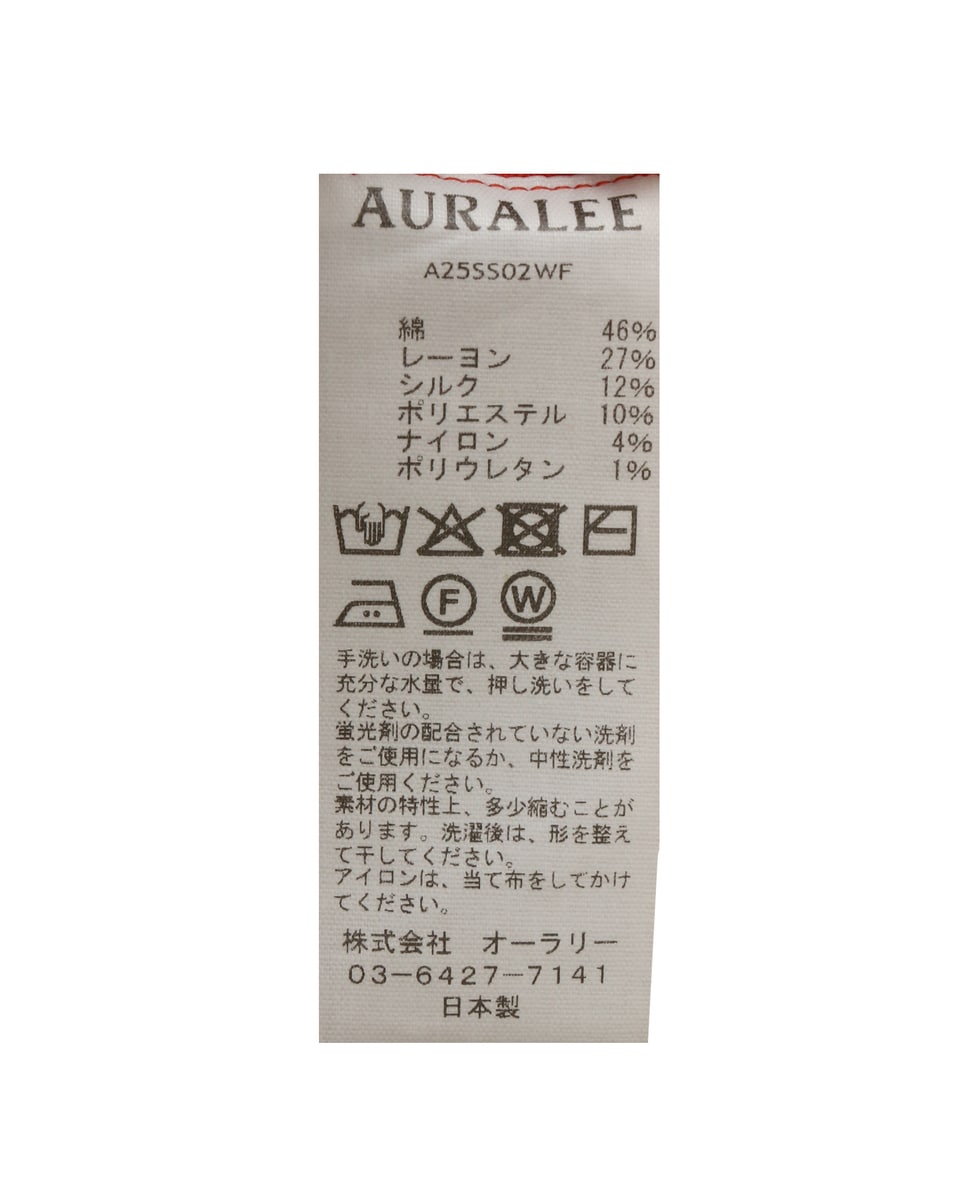 AURALEE
A25SS02WF
綿 46%
レーヨン 27%
シルク 12%
ポリエステル 10%
ナイロン 4%
ポリウレタン 1%
F W
手洗いの場合は、大きな容器に
充分な水量で、押し洗いをして
ください。
蛍光剤の配合されていない洗剤
をご使用になるか、中性洗剤を
ご使用ください。
素材の特性上、多少縮むことが
あります。洗濯後は、形を整え
て干してください。
アイロンは、当て布をしてかけ
てください。
株式会社 オーラリー
03-6427-7141
日本製